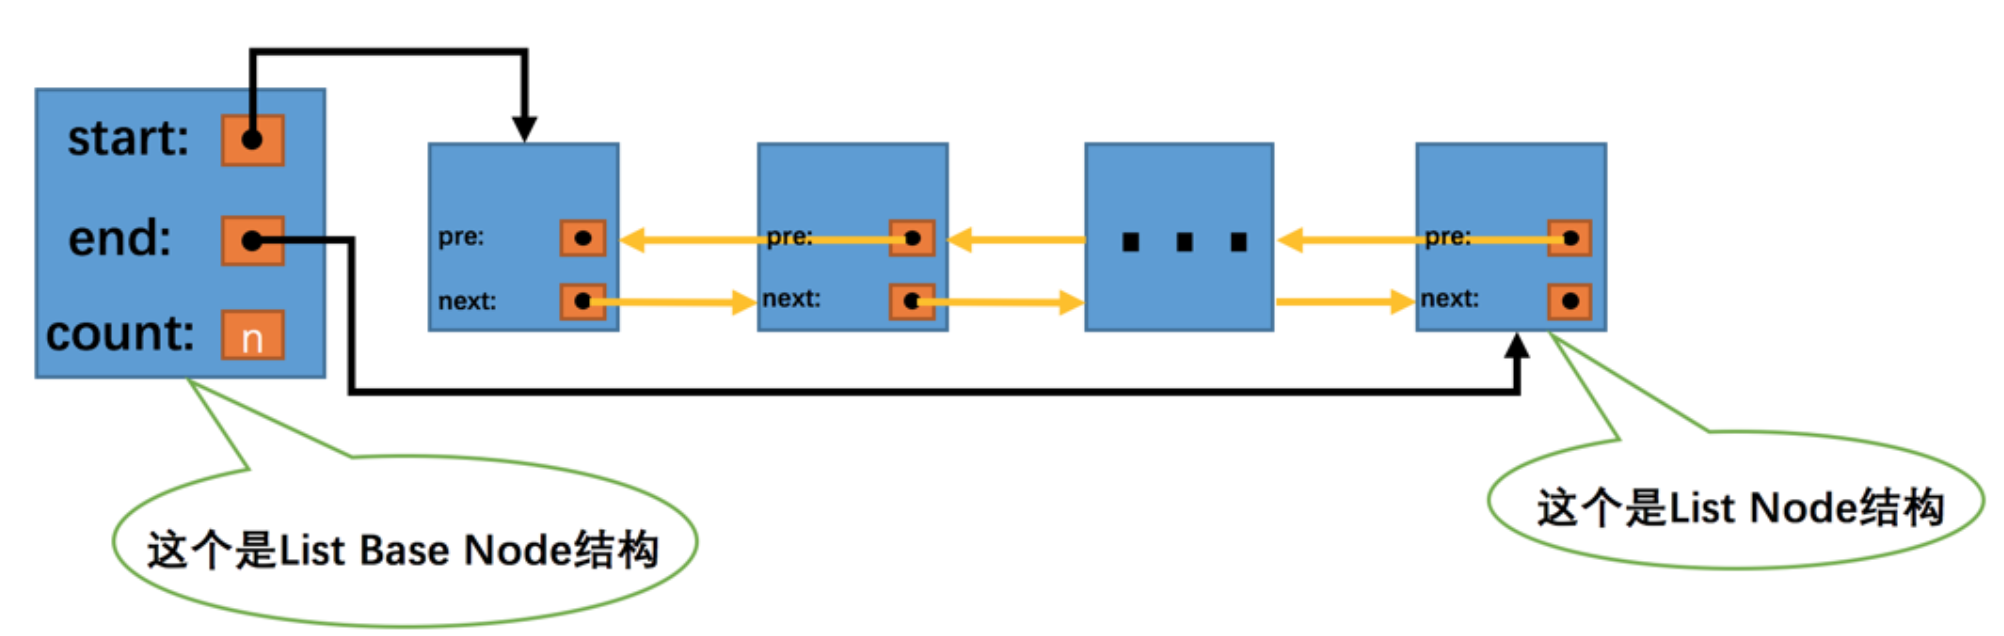 start:
end:
count: n
pre:
next:
pre:
next:
...
pre:
next:
这个是List Base Node结构
这个是List Node结构